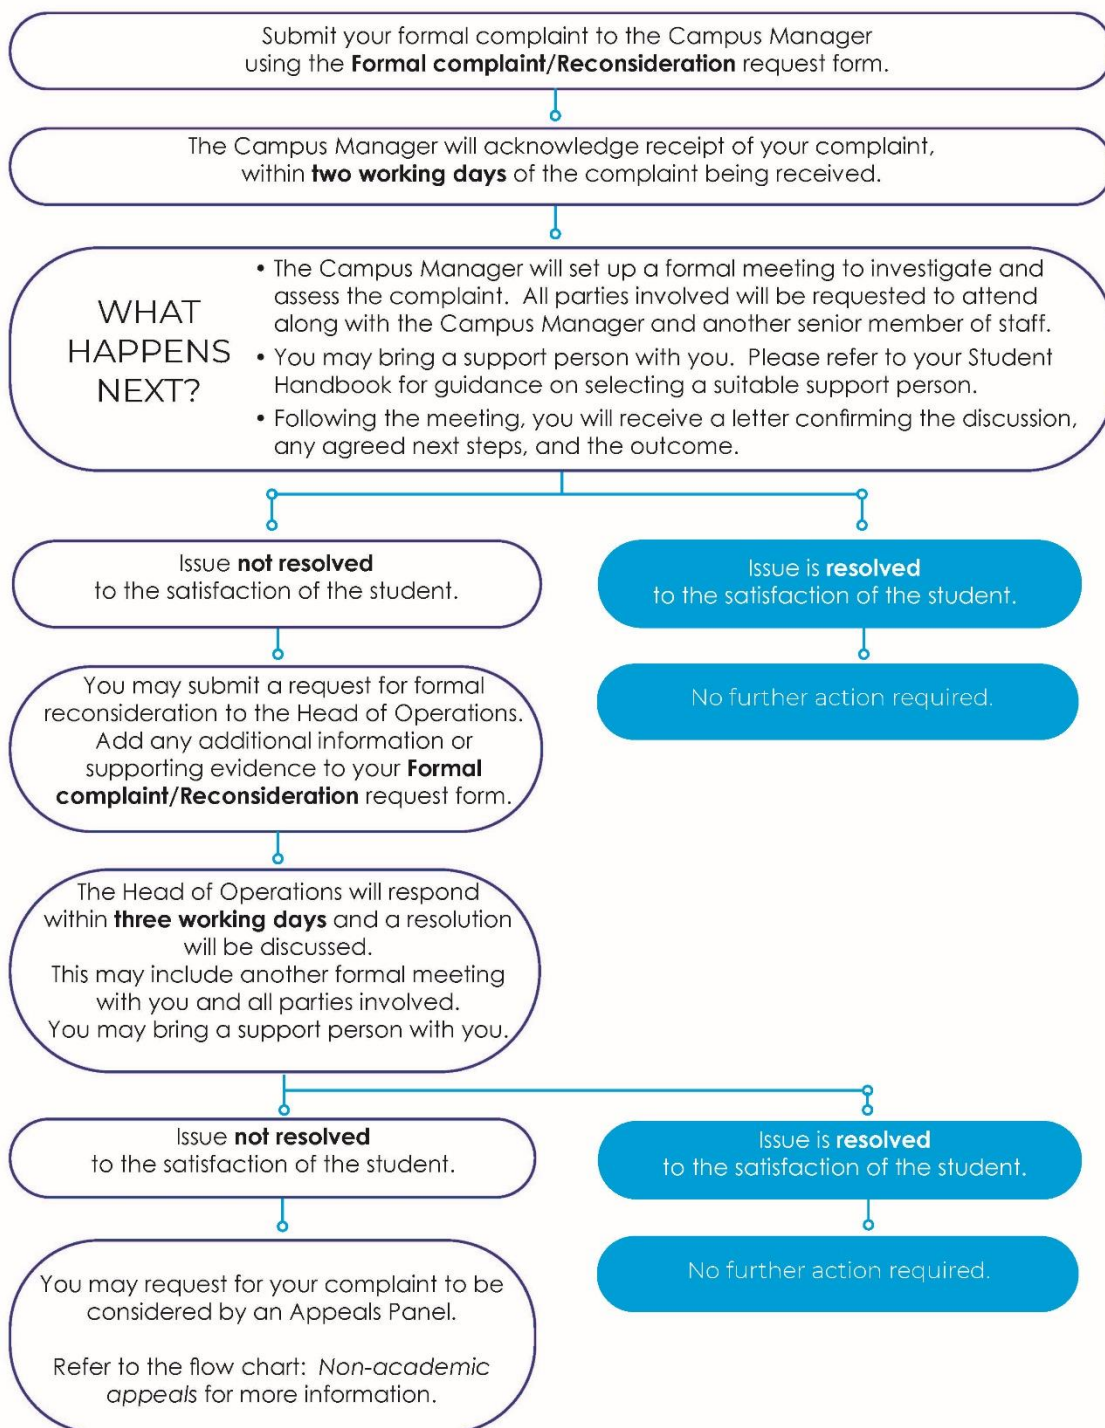 Submit your formal complaint to the Campus Manager
using the Formal complaint/Reconsideration request form.
The Campus Manager will acknowledge receipt of your complaint,
within two working days of the complaint being received.
WHAT
HAPPENS
NEXT?
• The Campus Manager will set up a formal meeting to investigate and
assess the complaint. All parties involved will be requested to attend
along with the Campus Manager and another senior member of staff.
• You may bring a support person with you. Please refer to your Student
Handbook for guidance on selecting a suitable support person.
• Following the meeting, you will receive a letter confirming the discussion,
any agreed next steps, and the outcome.
Issue not resolved
to the satisfaction of the student.
Issue is resolved
to the satisfaction of the student.
You may submit a request for formal
reconsideration to the Head of Operations.
Add any additional information or
supporting evidence to your Formal
complaint/Reconsideration request form.
No further action required.
The Head of Operations will respond
within three working days and a resolution
will be discussed.
This may include another formal meeting
with you and all parties involved.
You may bring a support person with you.
Issue not resolved
to the satisfaction of the student.
Issue is resolved
to the satisfaction of the student.
You may request for your complaint to be
considered by an Appeals Panel.
Refer to the flow chart: Non-academic
appeals for more information.
No further action required.